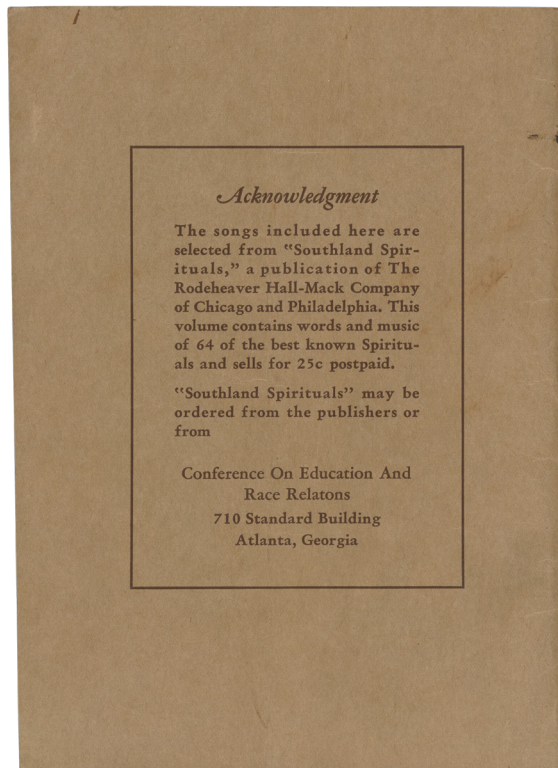 Acknowledgment
The songs included here are
selected from "Southland Spir-
ituals," a publication of The
Rodeheaver Hall-Mack Company
of Chicago and Philadelphia. This
volume contains words and music
of 64 of the best known Spiritu-
als and sells for 25c postpaid.
"Southland Spirituals" may be
ordered from the publishers or
from
Conference On Education And
Race Relatons
710 Standard Building
Atlanta, Georgia